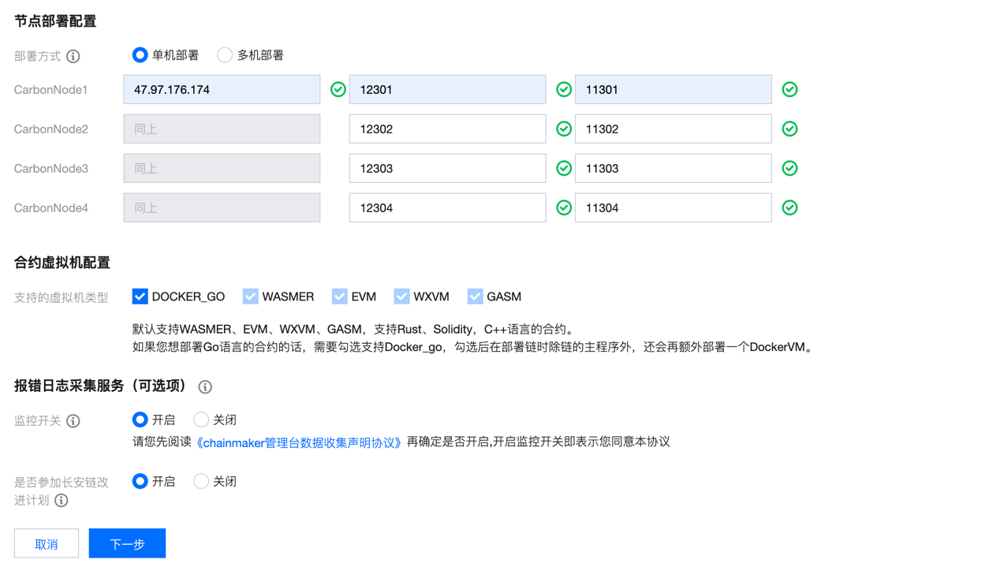 节点部署配置
部署方式 单机部署 多机部署
CarbonNode1 47.97.176.174 12301 11301
CarbonNode2 同上 12302 11302
CarbonNode3 同上 12303 11303
CarbonNode4 同上 12304 11304
合约虚拟机配置
支持的虚拟机类型 DOCKER_GO WASMER EVM WXVM GASM
默认支持WASMER、EVM、WXVM、GASM，支持Rust、Solidity，C++语言的合约。
如果您想部署Go语言的合约的话，需要勾选支持Docker_go，勾选后在部署链时除链的主程序外，还会再额外部署一个DockerVM。
报错日志采集服务（可选项）
监控开关 开启 关闭
请您先阅读《chainmaker管理台数据收集声明协议》再确定是否开启,开启监控开关即表示您同意本协议
是否参加长安链改 开启 关闭
进计划
取消 下一步